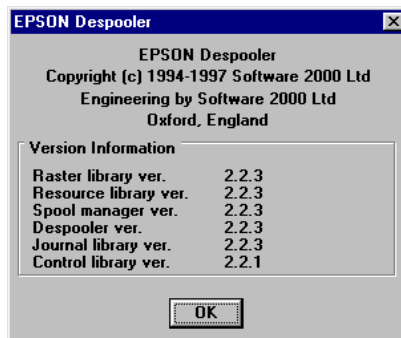 EPSON Despooler
EPSON Despooler
Copyright (c) 1994-1997 Software 2000 Ltd
Engineering by Software 2000 Ltd
Oxford, England
Version Information
Raster library ver. 2.2.3
Resource library ver. 2.2.3
Spool manager ver. 2.2.3
Despooler ver. 2.2.3
Journal library ver. 2.2.3
Control library ver. 2.2.1
OK